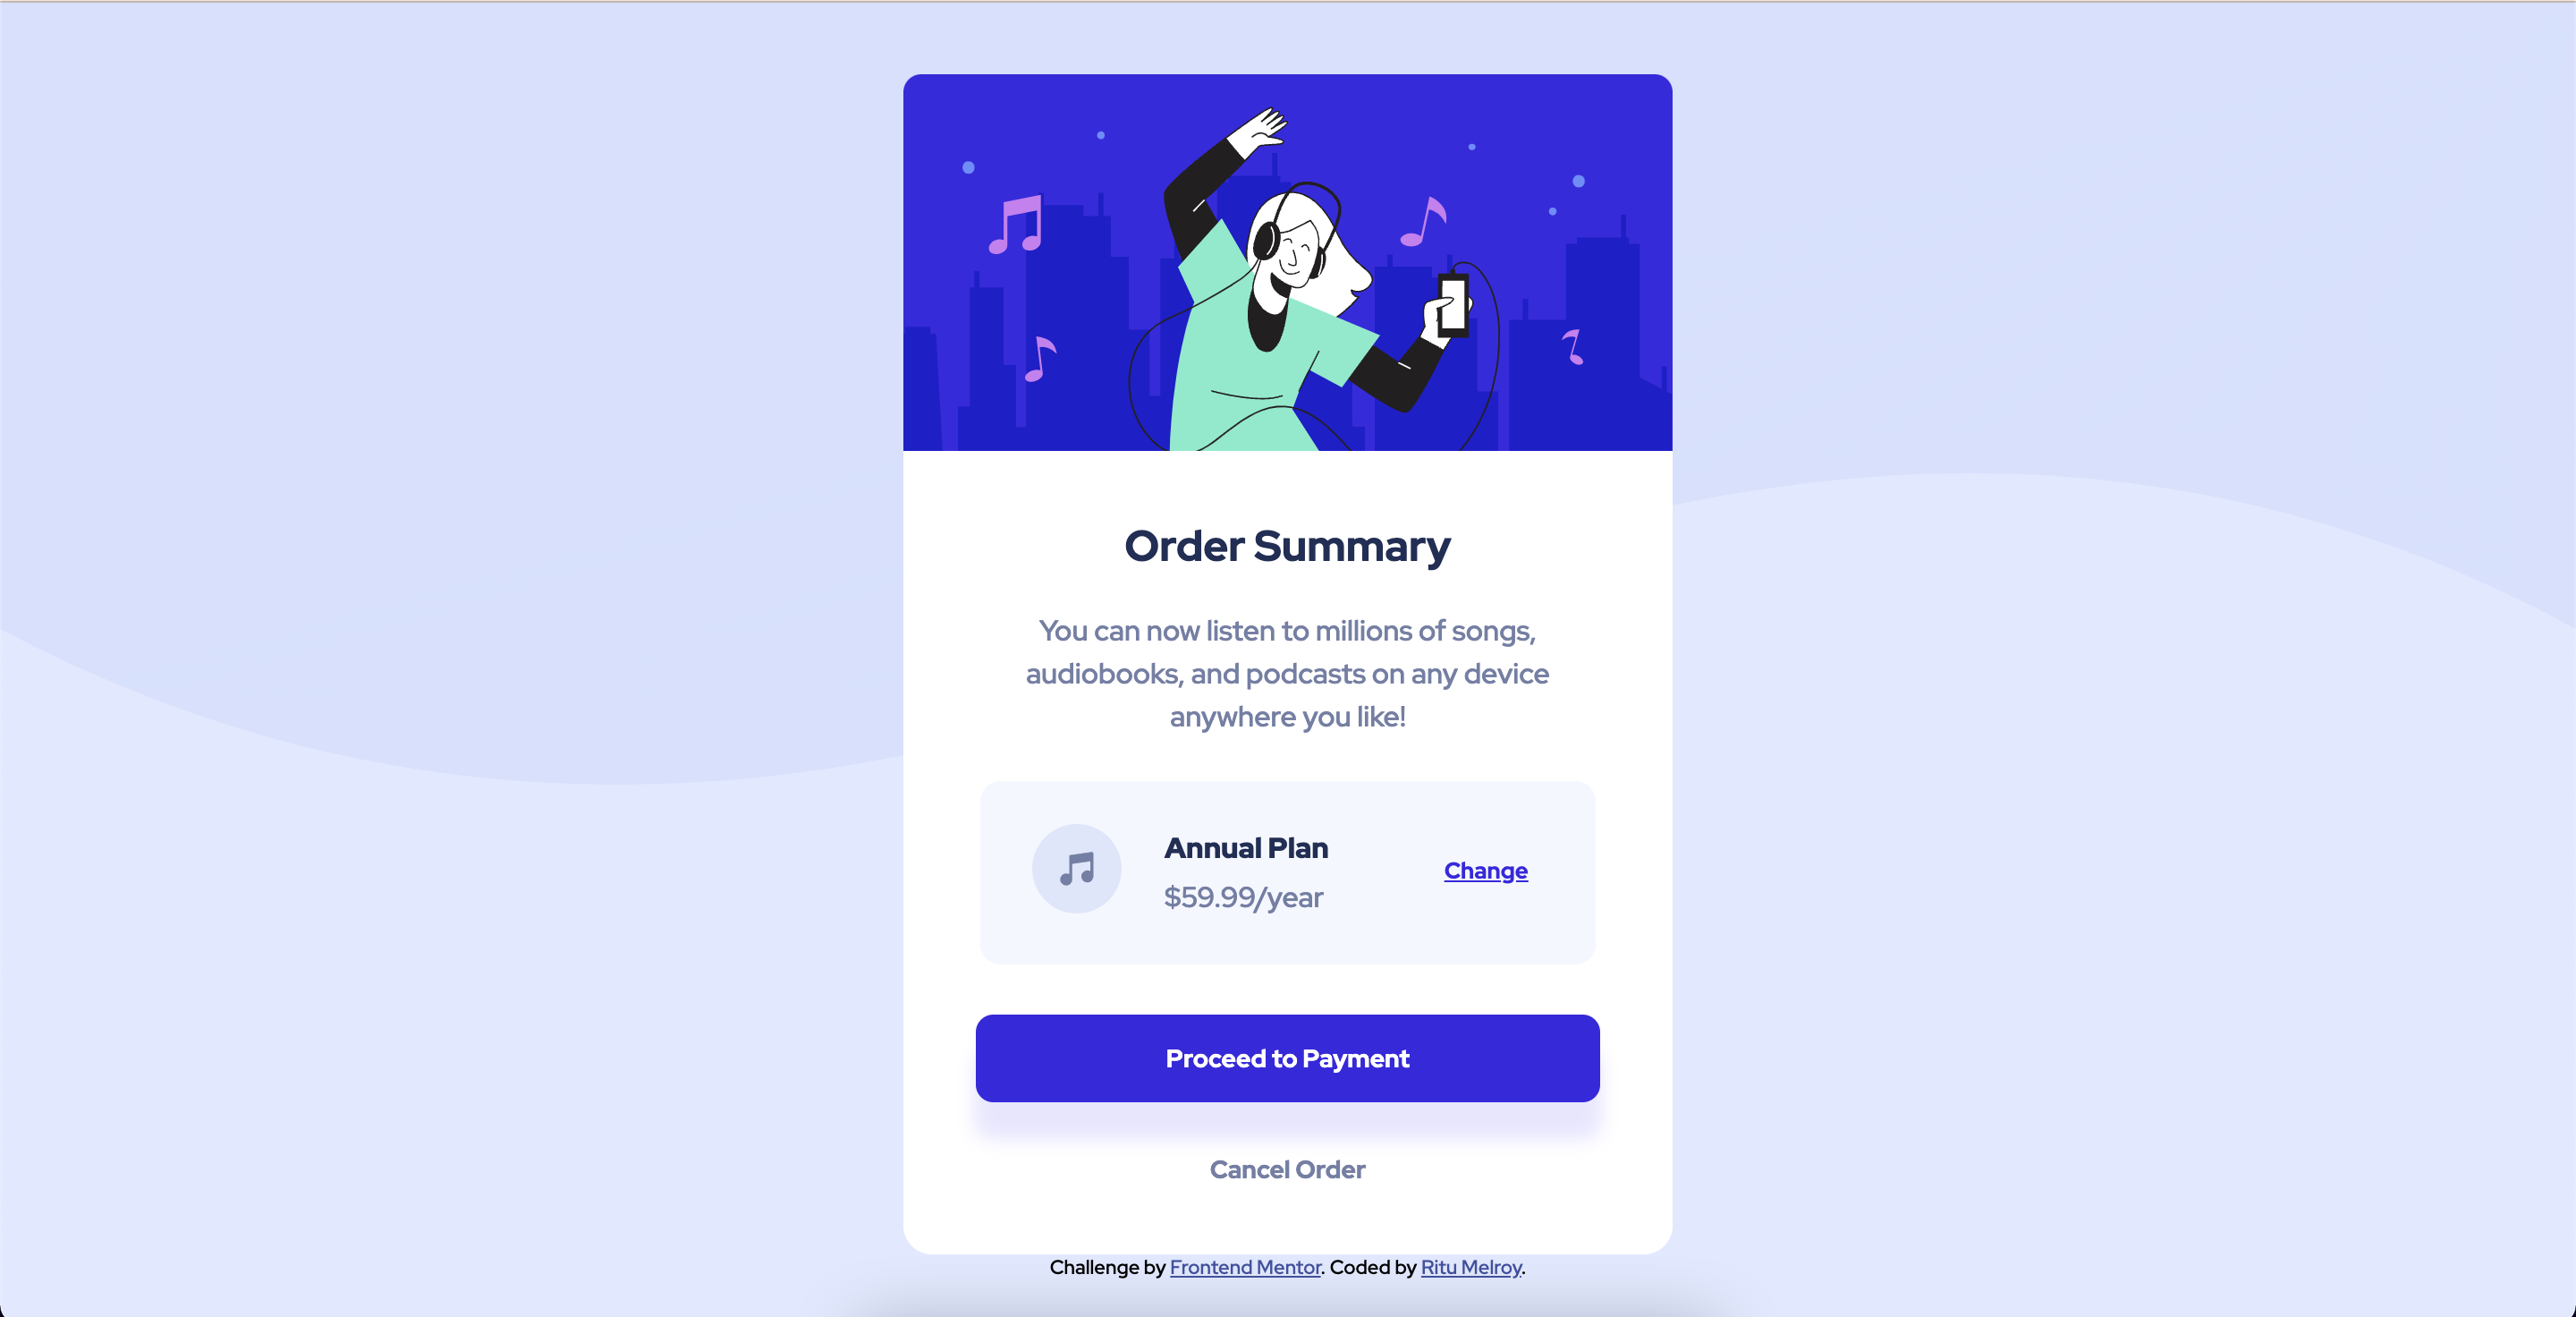 Order Summary
You can now listen to millions of songs,
audiobooks, and podcasts on any device
anywhere you like!
Annual Plan
$59.99/year
Change
Proceed to Payment
Cancel Order
Challenge by Frontend Mentor. Coded by Ritu Melroy.